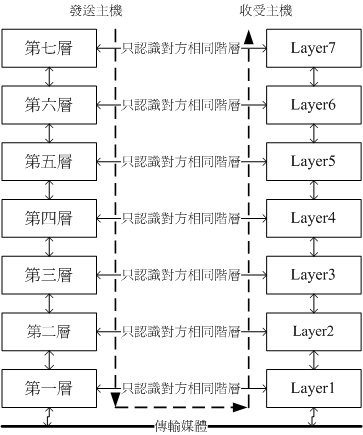 發送主機 收受主機
第七層 只認識對方相同階層 Layer7
第六層 只認識對方相同階層 Layer6
第五層 只認識對方相同階層 Layer5
第四層 只認識對方相同階層 Layer4
第三層 只認識對方相同階層 Layer3
第二層 只認識對方相同階層 Layer2
第一層 只認識對方相同階層 Layer1
傳輸媒體